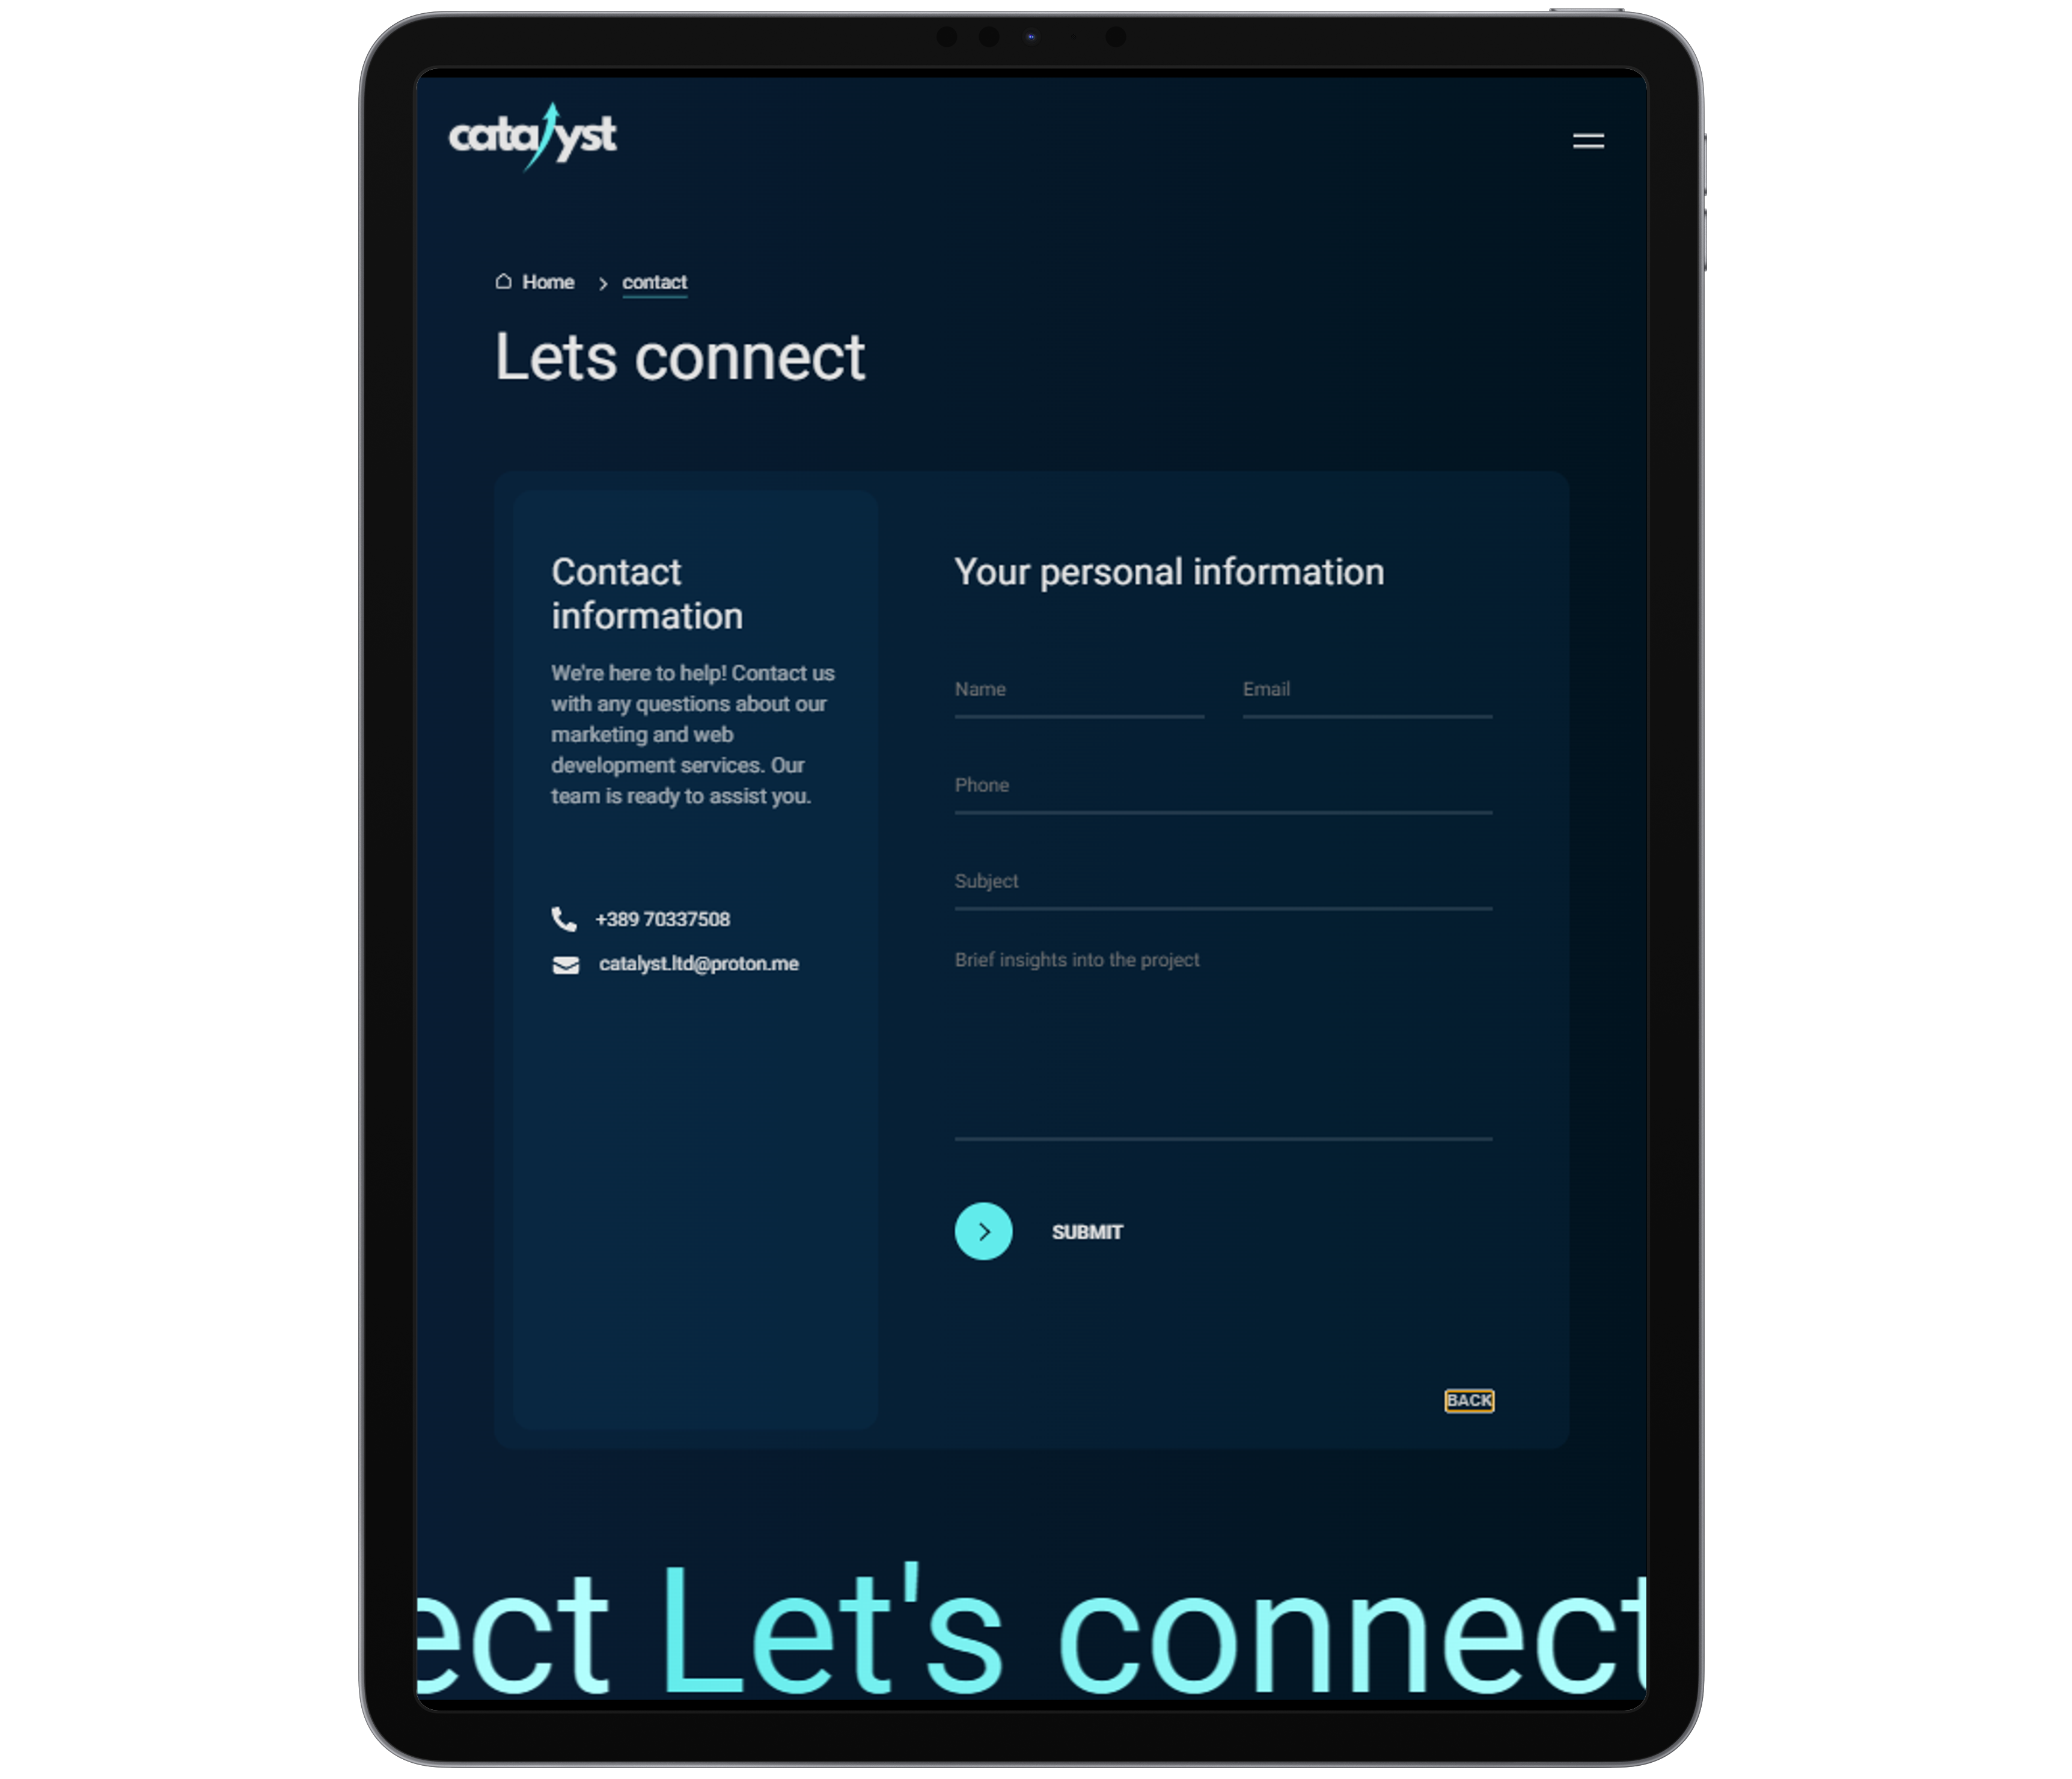 catalyst
Home > contact
Lets connect
Contact
information
We're here to help! Contact us
with any questions about our
marketing and web
development services. Our
team is ready to assist you.
+389 70337508
catalyst.ltd@proton.me
Your personal information
Name
Email
Phone
Subject
Brief insights into the project
SUBMIT
BACK
ect Let's connect